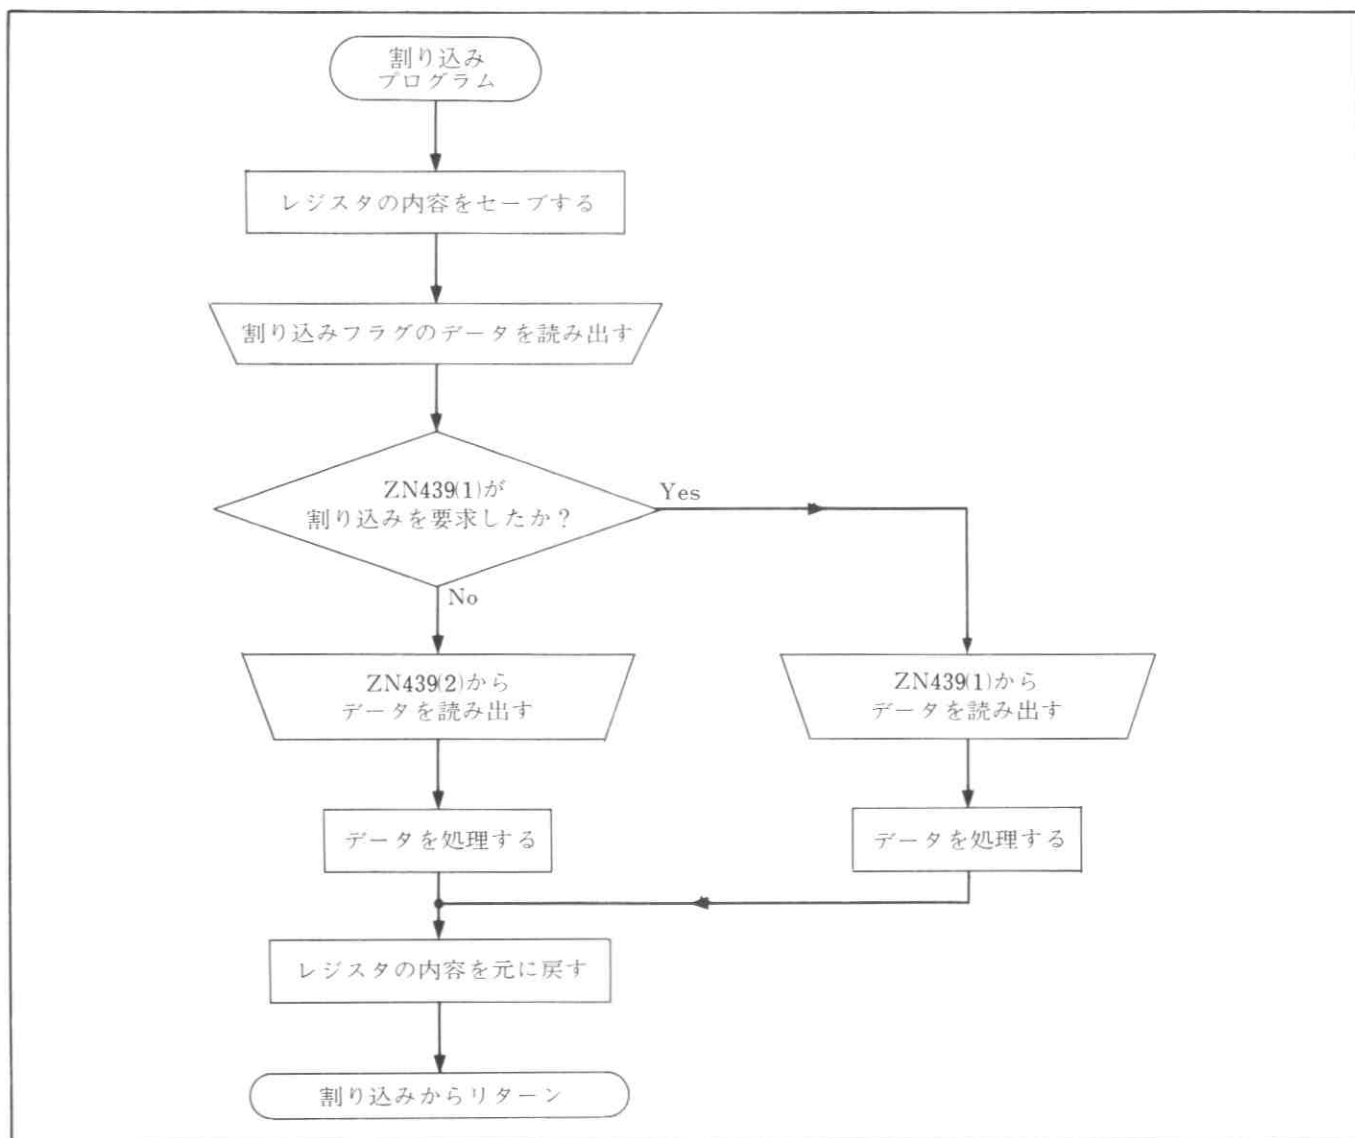 割り込み
プログラム
レジスタの内容をセーブする
割り込みフラグのデータを読み出す
ZN439(1)が
割り込みを要求したか？
Yes
No
ZN439(2)から
データを読み出す
ZN439(1)から
データを読み出す
データを処理する
データを処理する
レジスタの内容を元に戻す
割り込みからリターン